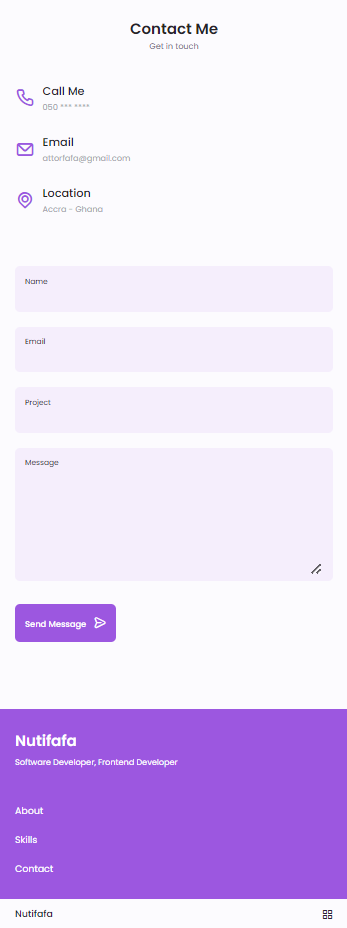 Contact Me
Get in touch
Call Me
050 *** ****
Email
attorfafa@gmail.com
Location
Accra - Ghana
Name
Email
Project
Message
Send Message
Nutifafa
Software Developer, Frontend Developer
About
Skills
Contact
Nutifafa